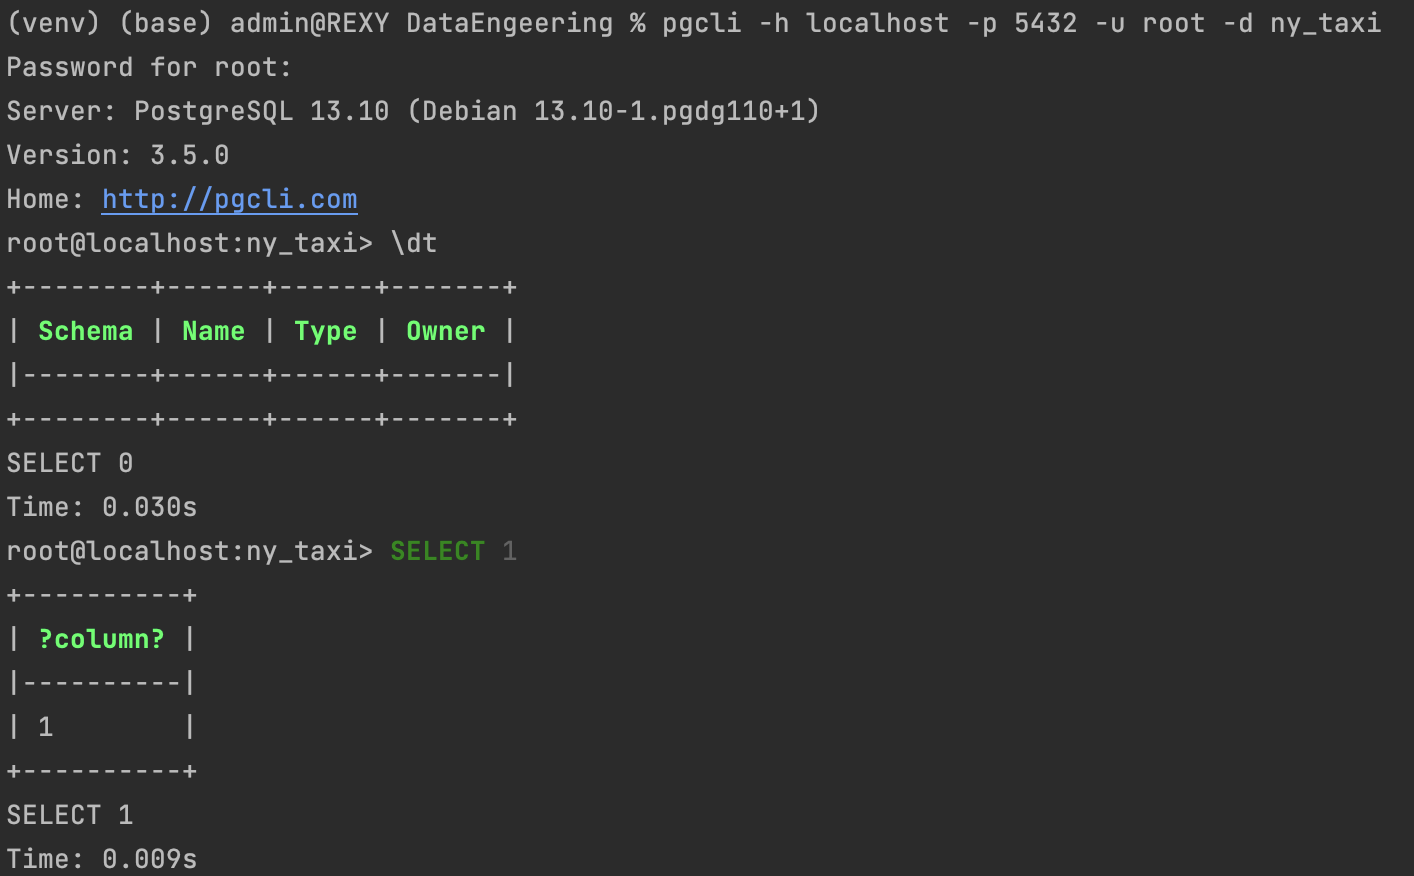 (venv) (base) admin@REXY DataEngeering % pgcli -h localhost -p 5432 -u root -d ny_taxi
Password for root:
Server: PostgreSQL 13.10 (Debian 13.10-1.pgdg110+1)
Version: 3.5.0
Home: http://pgcli.com
root@localhost:ny_taxi> \dt
+--------+------+------+-------+
| Schema | Name | Type | Owner |
|--------+------+------+-------|
+--------+------+------+-------+
SELECT 0
Time: 0.030s
root@localhost:ny_taxi> SELECT 1
+----------+
| ?column? |
|----------|
| 1        |
+----------+
SELECT 1
Time: 0.009s